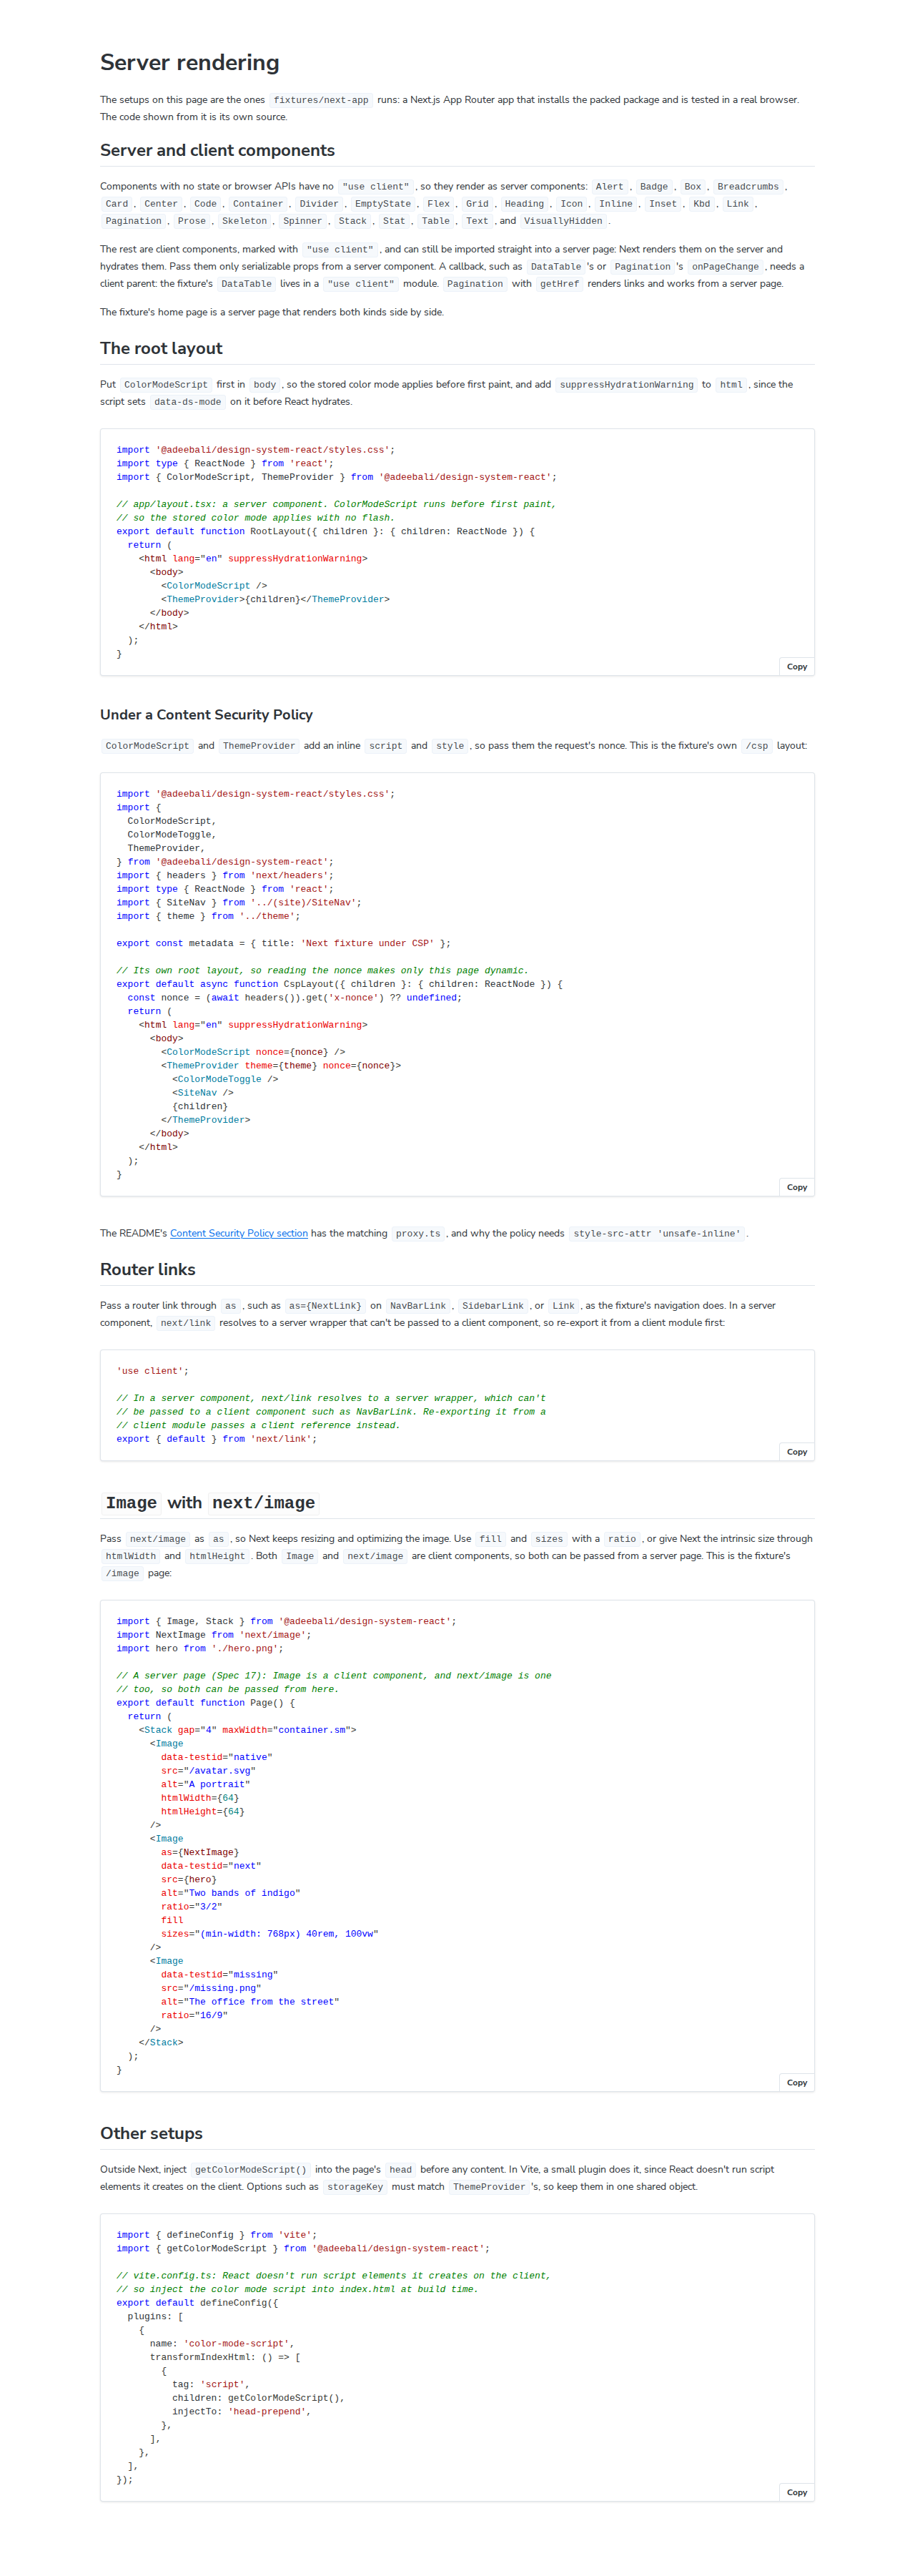 Server rendering
The setups on this page are the ones fixtures/next-app runs: a Next.js App Router app that installs the packed package and is tested in a real browser.
The code shown from it is its own source.
Server and client components
Components with no state or browser APIs have no "use client", so they render as server components: Alert, Badge, Box, Breadcrumbs,
Card, Center, Code, Container, Divider, EmptyState, Flex, Grid, Heading, Icon, Inline, Inset, Kbd, Link,
Pagination, Prose, Skeleton, Spinner, Stack, Stat, Table, Text, and VisuallyHidden.
The rest are client components, marked with "use client", and can still be imported straight into a server page: Next renders them on the server and
hydrates them. Pass them only serializable props from a server component. A callback, such as DataTable's or Pagination's onPageChange, needs a
client parent: the fixture's DataTable lives in a "use client" module. Pagination with getHref renders links and works from a server page.
The fixture's home page is a server page that renders both kinds side by side.
The root layout
Put ColorModeScript first in body, so the stored color mode applies before first paint, and add suppressHydrationWarning to html, since the
script sets data-ds-mode on it before React hydrates.
import '@adeebali/design-system-react/styles.css';
import type { ReactNode } from 'react';
import { ColorModeScript, ThemeProvider } from '@adeebali/design-system-react';
// app/layout.tsx: a server component. ColorModeScript runs before first paint,
// so the stored color mode applies with no flash.
export default function RootLayout({ children }: { children: ReactNode }) {
  return (
    <html lang="en" suppressHydrationWarning>
      <body>
        <ColorModeScript />
        <ThemeProvider>{children}</ThemeProvider>
      </body>
    </html>
  );
}
Copy
Under a Content Security Policy
ColorModeScript and ThemeProvider add an inline script and style, so pass them the request's nonce. This is the fixture's own /csp layout:
import '@adeebali/design-system-react/styles.css';
import {
  ColorModeScript,
  ColorModeToggle,
  ThemeProvider,
} from '@adeebali/design-system-react';
import { headers } from 'next/headers';
import type { ReactNode } from 'react';
import { SiteNav } from '../(site)/SiteNav';
import { theme } from '../theme';
export const metadata = { title: 'Next fixture under CSP' };
// Its own root layout, so reading the nonce makes only this page dynamic.
export default async function CspLayout({ children }: { children: ReactNode }) {
  const nonce = (await headers()).get('x-nonce') ?? undefined;
  return (
    <html lang="en" suppressHydrationWarning>
      <body>
        <ColorModeScript nonce={nonce} />
        <ThemeProvider theme={theme} nonce={nonce}>
          <ColorModeToggle />
          <SiteNav />
          {children}
        </ThemeProvider>
      </body>
    </html>
  );
}
Copy
The README's Content Security Policy section has the matching proxy.ts, and why the policy needs style-src-attr 'unsafe-inline'.
Router links
Pass a router link through as, such as as={NextLink} on NavBarLink, SidebarLink, or Link, as the fixture's navigation does. In a server
component, next/link resolves to a server wrapper that can't be passed to a client component, so re-export it from a client module first:
'use client';
// In a server component, next/link resolves to a server wrapper, which can't
// be passed to a client component such as NavBarLink. Re-exporting it from a
// client module passes a client reference instead.
export { default } from 'next/link';
Copy
Image with next/image
Pass next/image as as, so Next keeps resizing and optimizing the image. Use fill and sizes with a ratio, or give Next the intrinsic size through
htmlWidth and htmlHeight. Both Image and next/image are client components, so both can be passed from a server page. This is the fixture's
/image page:
import { Image, Stack } from '@adeebali/design-system-react';
import NextImage from 'next/image';
import hero from './hero.png';
// A server page (Spec 17): Image is a client component, and next/image is one
// too, so both can be passed from here.
export default function Page() {
  return (
    <Stack gap="4" maxWidth="container.sm">
      <Image
        data-testid="native"
        src="/avatar.svg"
        alt="A portrait"
        htmlWidth={64}
        htmlHeight={64}
      />
      <Image
        as={NextImage}
        data-testid="next"
        src={hero}
        alt="Two bands of indigo"
        ratio="3/2"
        fill
        sizes="(min-width: 768px) 40rem, 100vw"
      />
      <Image
        data-testid="missing"
        src="/missing.png"
        alt="The office from the street"
        ratio="16/9"
      />
    </Stack>
  );
}
Copy
Other setups
Outside Next, inject getColorModeScript() into the page's head before any content. In Vite, a small plugin does it, since React doesn't run script
elements it creates on the client. Options such as storageKey must match ThemeProvider's, so keep them in one shared object.
import { defineConfig } from 'vite';
import { getColorModeScript } from '@adeebali/design-system-react';
// vite.config.ts: React doesn't run script elements it creates on the client,
// so inject the color mode script into index.html at build time.
export default defineConfig({
  plugins: [
    {
      name: 'color-mode-script',
      transformIndexHtml: () => [
        {
          tag: 'script',
          children: getColorModeScript(),
          injectTo: 'head-prepend',
        },
      ],
    },
  ],
});
Copy